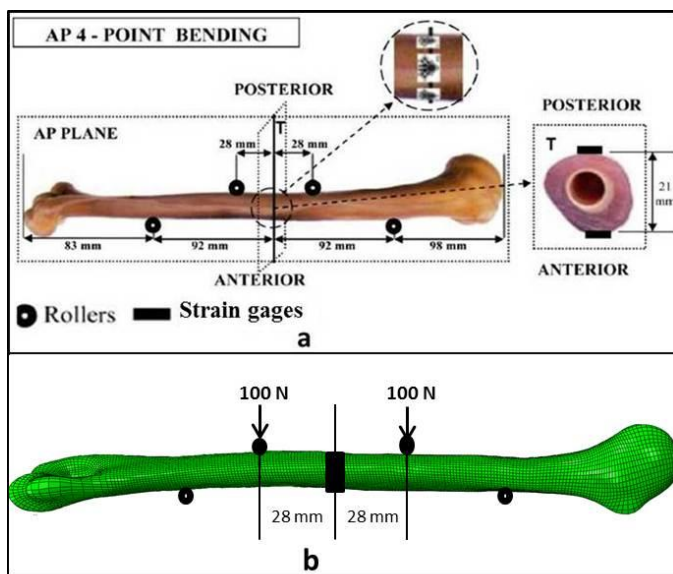 AP 4 - POINT BENDING
POSTERIOR
AP PLANE
T
28 mm
28 mm
POSTERIOR
T
21
mm
83 mm
92 mm
92 mm
98 mm
ANTERIOR
ANTERIOR
Rollers
Strain gages
a
100 N
100 N
28 mm
28 mm
b